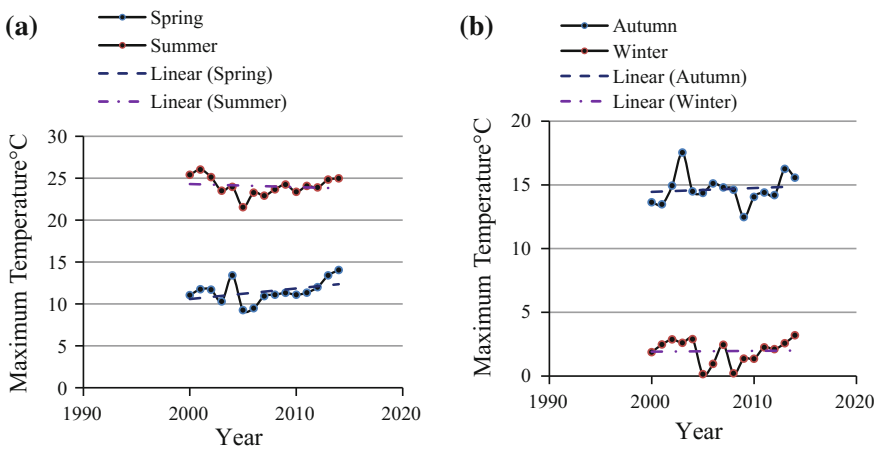 (a)
Spring
Summer
Linear (Spring)
Linear (Summer)
Maximum Temperature°C
30
25
20
15
10
5
0
1990 2000 2010 2020
Year
(b)
Autumn
Winter
Linear (Autumn)
Linear (Winter)
Maximum Temperature°C
20
15
10
5
0
1990 2000 2010 2020
Year